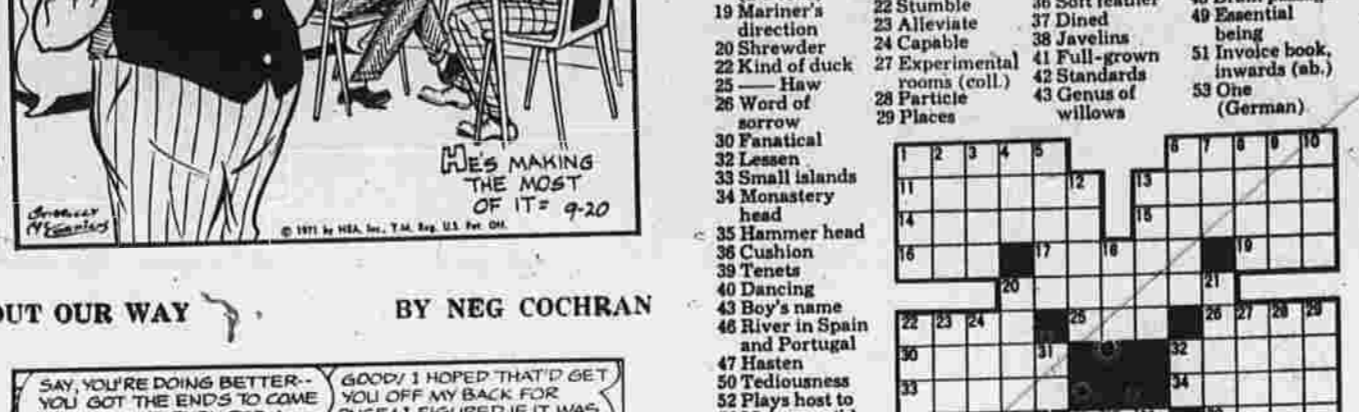 HE'S MAKING
THE MOST
OF IT= 9-20
© 1971 by NEA, Inc., T.M. Reg. U.S. Pat. Off.
OUT OUR WAY
BY NEG COCHRAN
SAY, YOU'RE DOING BETTER--
YOU GOT THE ENDS TO COME
GOOD! I HOPED THAT'D GET
YOU OFF MY BACK FOR
I FIGURED IF IT WAS
19 Mariner's
direction
20 Shrewder
22 Kind of duck
25 —— Haw
26 Word of
sorrow
30 Fanatical
32 Lessen
33 Small islands
34 Monastery
head
35 Hammer head
36 Cushion
39 Tenets
40 Dancing
43 Boy's name
46 River in Spain
and Portugal
47 Hasten
50 Tediousness
52 Plays host to
22 Stumble
23 Alleviate
24 Capable
27 Experimental
rooms (coll.)
28 Particle
29 Places
36 Soft feather
37 Dined
38 Javelins
41 Full-grown
42 Standards
43 Genus of
willows
49 Essential
being
51 Invoice book,
inwards (ab.)
53 One
(German)
1 2 3 4 5 6 7 8 9 10
11 12 13
14 15
16 17 18 19
20 21
22 23 24 25 26 27 28 29
30 31 32
33 34